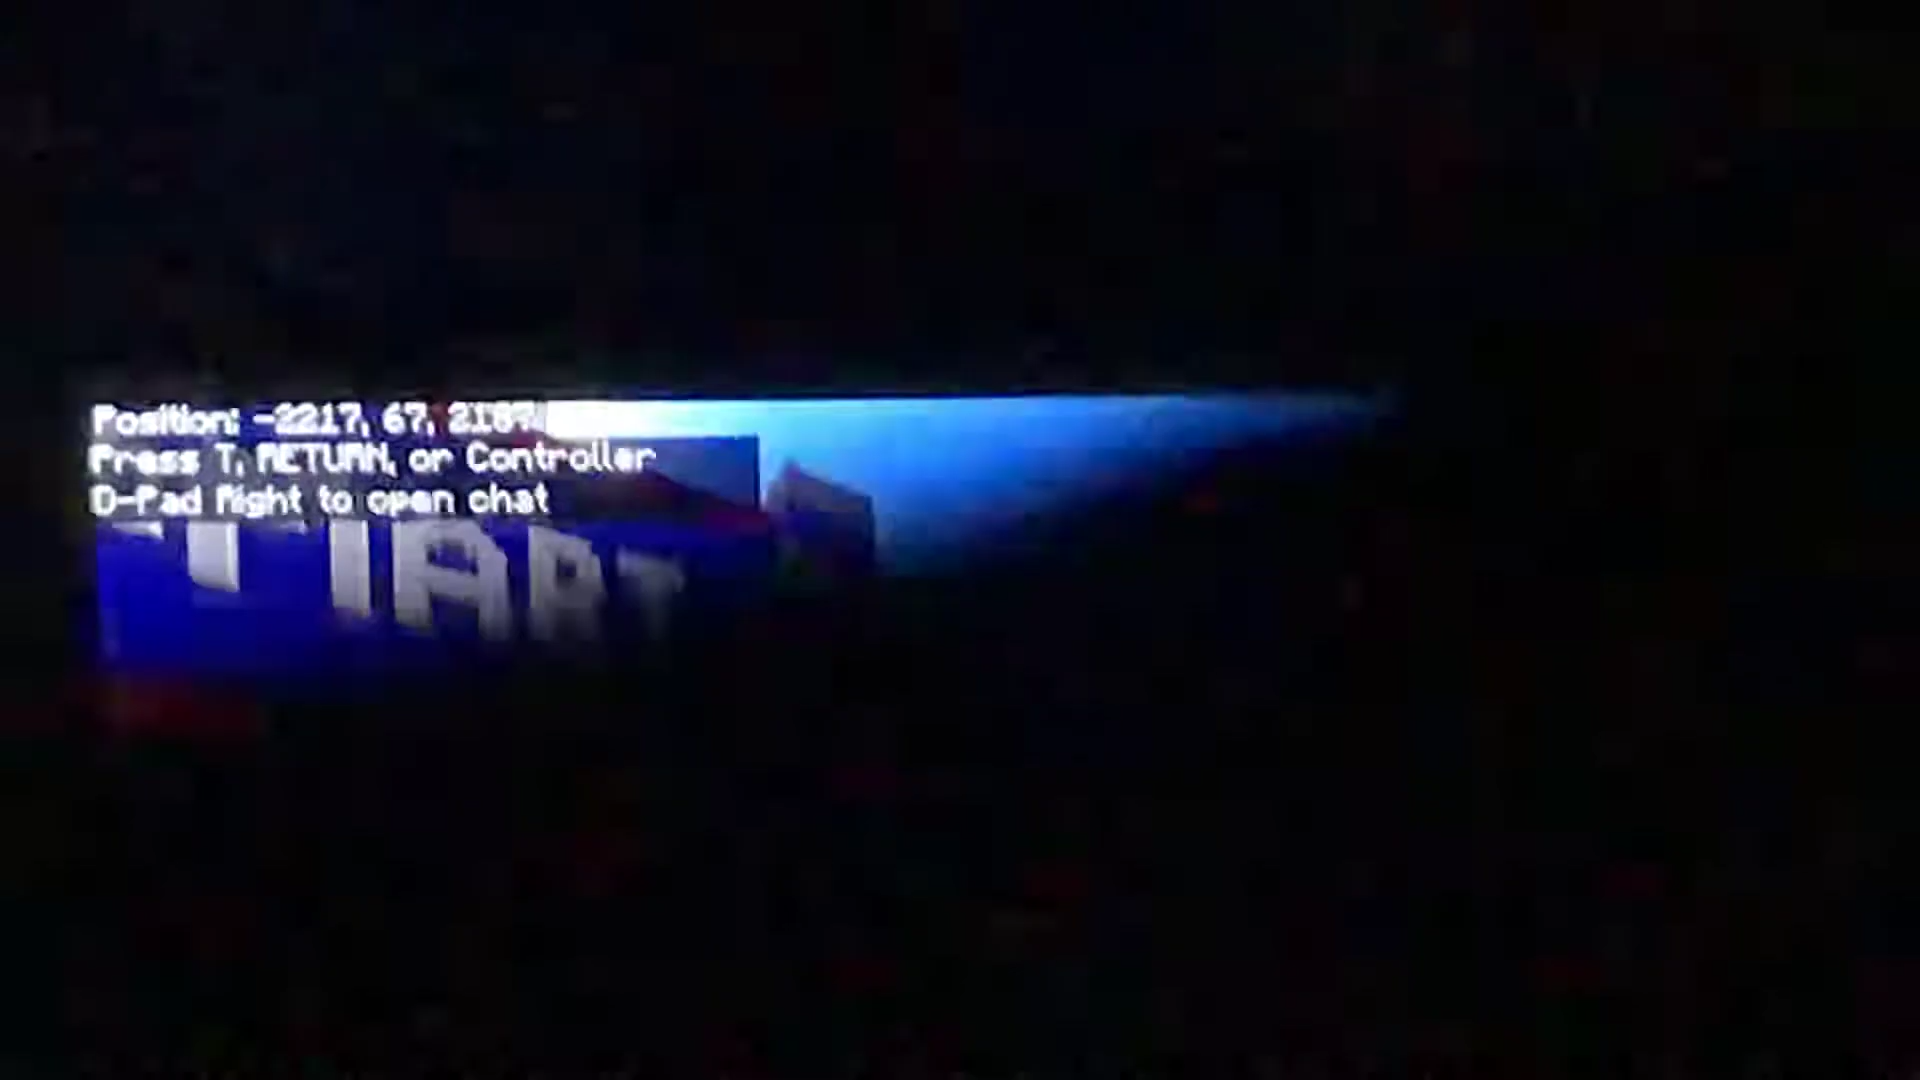 Position: -2217, 67, 2187
Press T, RETURN, or Controller
D-Pad Right to open chat